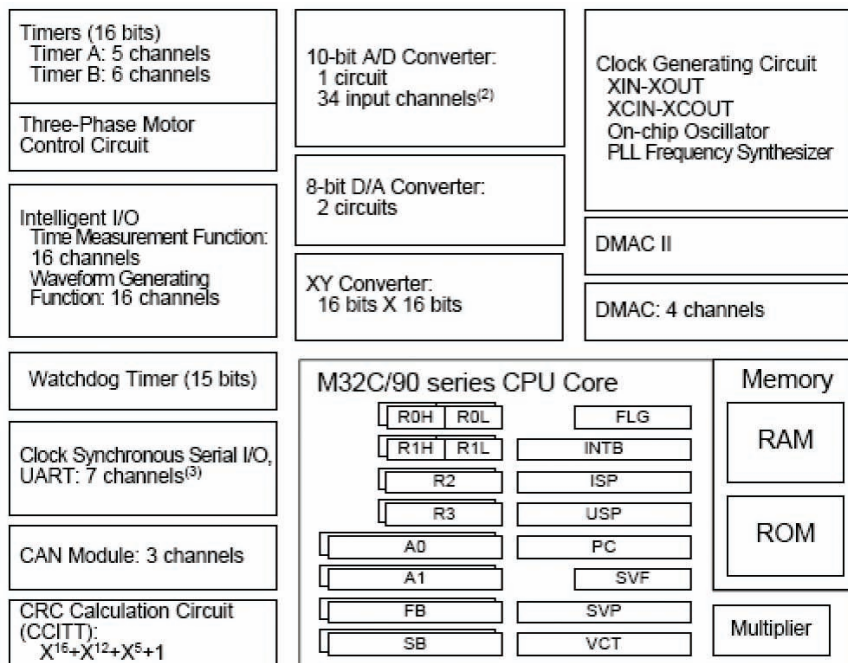 Timers (16 bits)
Timer A: 5 channels
Timer B: 6 channels
Three-Phase Motor
Control Circuit
Intelligent I/O
Time Measurement Function:
16 channels
Waveform Generating
Function: 16 channels
Watchdog Timer (15 bits)
Clock Synchronous Serial I/O,
UART: 7 channels(3)
CAN Module: 3 channels
CRC Calculation Circuit
(CCITT):
X16+X12+X5+1
10-bit A/D Converter:
1 circuit
34 input channels(2)
8-bit D/A Converter:
2 circuits
XY Converter:
16 bits X 16 bits
Clock Generating Circuit
XIN-XOUT
XCIN-XCOUT
On-chip Oscillator
PLL Frequency Synthesizer
DMAC II
DMAC: 4 channels
M32C/90 series CPU Core
R0H R0L
R1H R1L
R2
R3
A0
A1
FB
SB
FLG
INTB
ISP
USP
PC
SVF
SVP
VCT
Memory
RAM
ROM
Multiplier